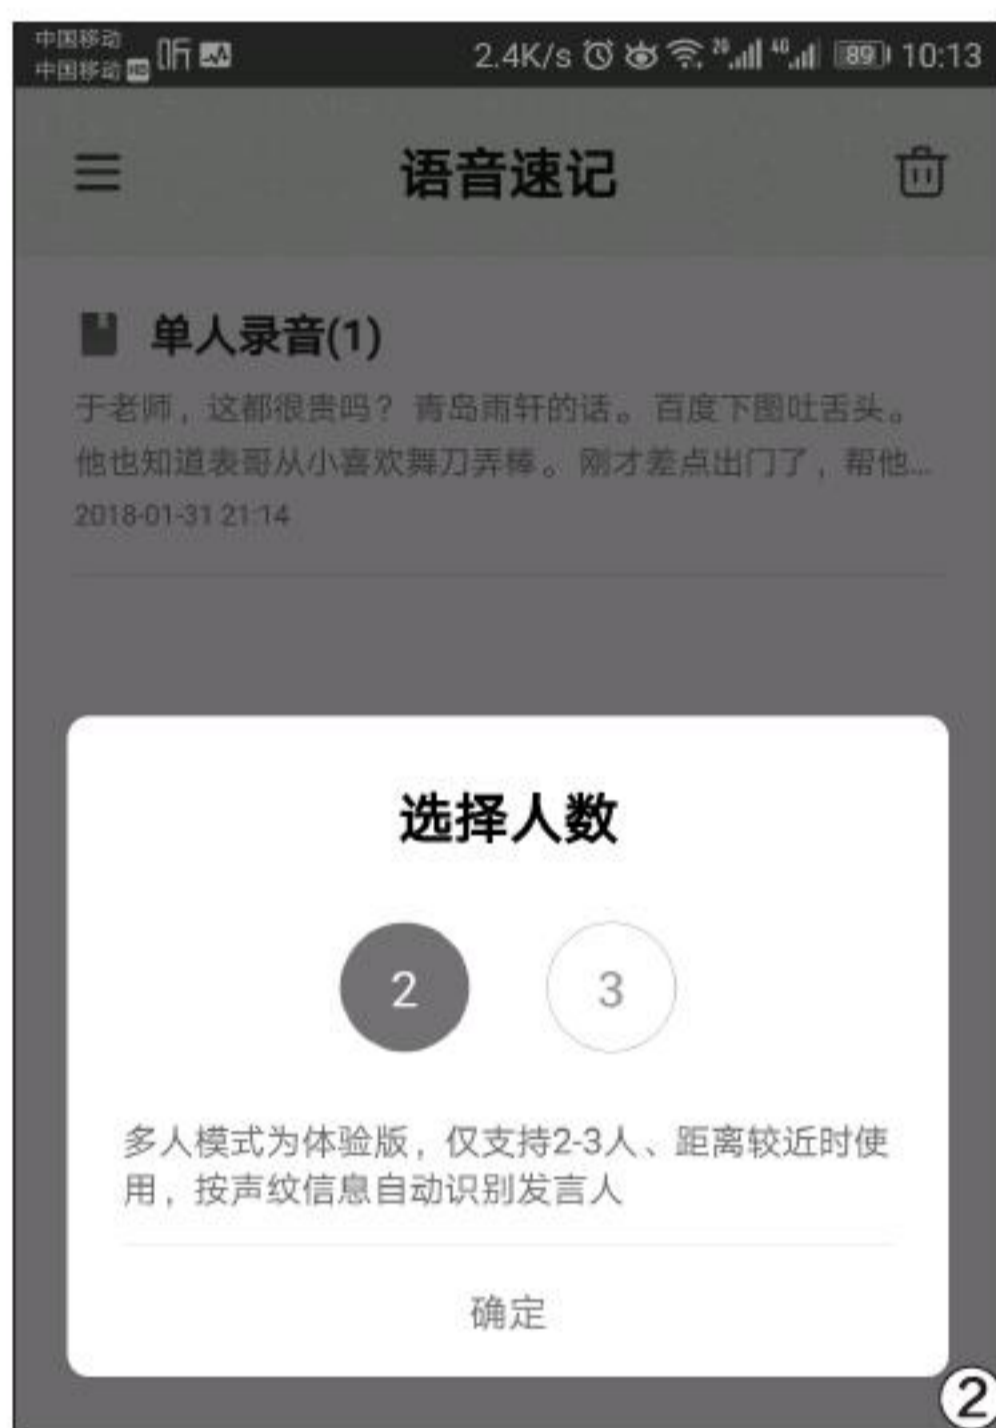 中国移动
中国移动 HD 听 2.4K/s 2G 4G 89 10:13
语音速记
单人录音(1)
于老师，这都很贵吗？ 青岛雨轩的话。 百度下图吐舌头。
他也知道表哥从小喜欢舞刀弄棒。 刚才差点出门了，帮他...
2018-01-31 21:14
选择人数
2 3
多人模式为体验版，仅支持2-3人、距离较近时使
用，按声纹信息自动识别发言人
确定
②